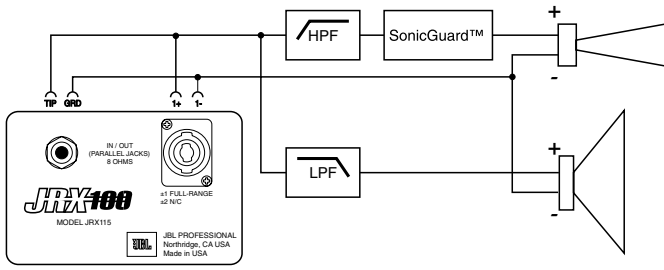 +
HPF
SonicGuard™
-
TIP GRD 1+ 1-
IN / OUT
(PARALLEL JACKS)
8 OHMS
JRX100
MODEL JRX115
±1 FULL-RANGE
±2 N/C
JBL
JBL PROFESSIONAL
Northridge, CA USA
Made in USA
+
LPF
-